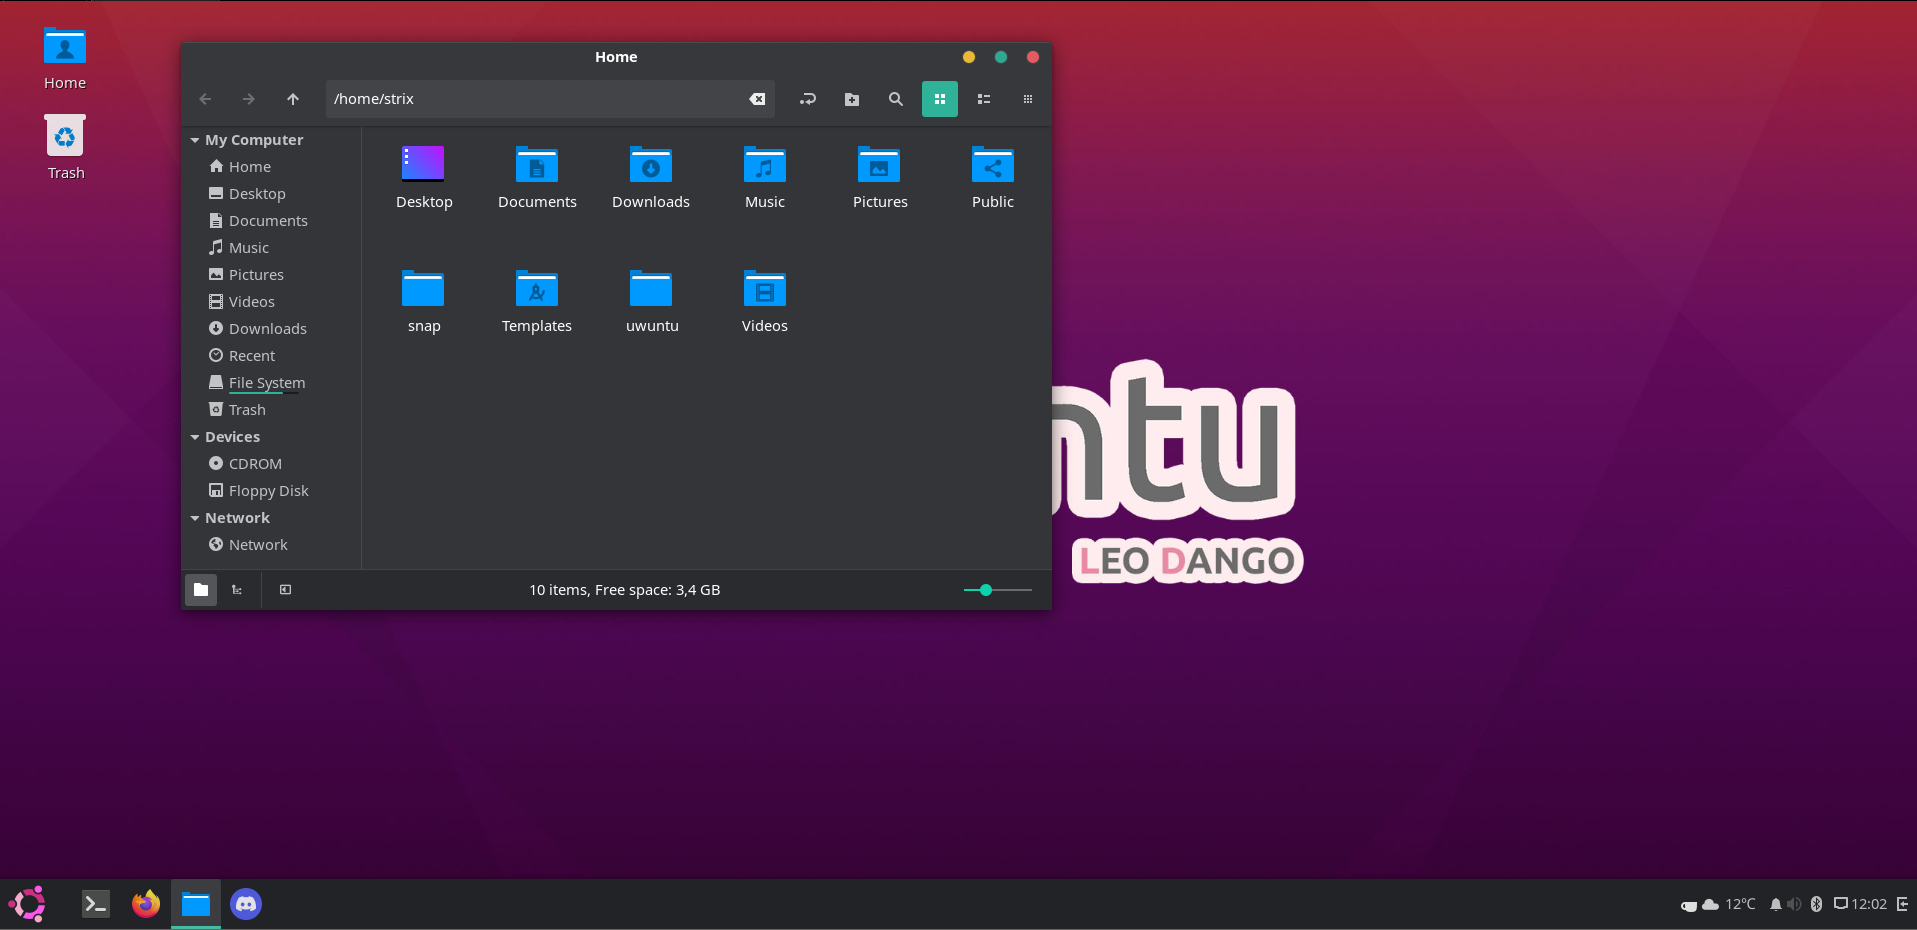 Home
Trash
Home
/home/strix
My Computer
Home
Desktop
Documents
Music
Pictures
Videos
Downloads
Recent
File System
Trash
Devices
CDROM
Floppy Disk
Network
Network
Desktop
Documents
Downloads
Music
Pictures
Public
snap
Templates
uwuntu
Videos
10 items, Free space: 3,4 GB
ntu
LEO DANGO
12°C
12:02